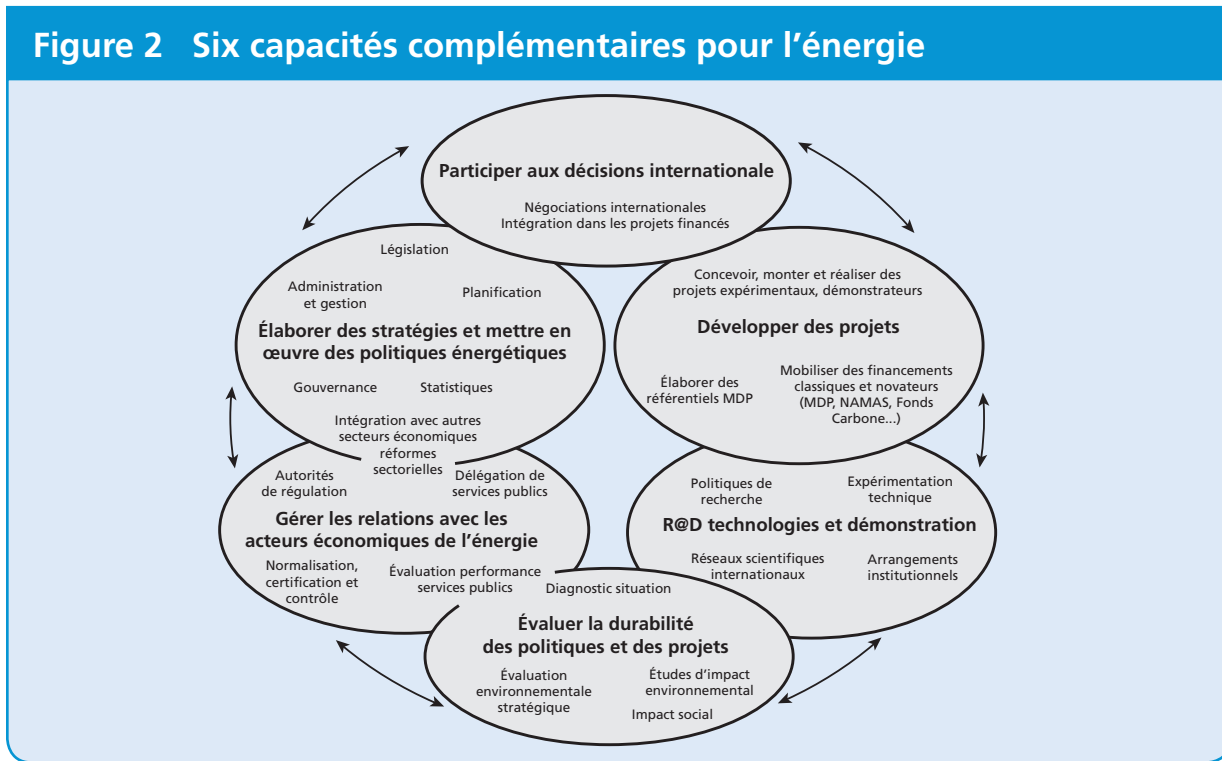 Figure 2 Six capacités complémentaires pour l'énergie
Participer aux décisions internationale
Négociations internationales
Intégration dans les projets financés
Législation
Administration
et gestion
Planification
Élaborer des stratégies et mettre en
œuvre des politiques énergétiques
Gouvernance
Statistiques
Intégration avec autres
secteurs économiques
réformes
sectorielles
Concevoir, monter et réaliser des
projets expérimentaux, démonstrateurs
Développer des projets
Élaborer des
référentiels MDP
Mobiliser des financements
classiques et novateurs
(MDP, NAMAS, Fonds
Carbone...)
Autorités
de régulation
Délégation de
services publics
Gérer les relations avec les
acteurs économiques de l'énergie
Normalisation,
certification et
contrôle
Évaluation performance
services publics
Politiques de
recherche
Expérimentation
technique
R@D technologies et démonstration
Réseaux scientifiques
internationaux
Arrangements
institutionnels
Diagnostic situation
Évaluer la durabilité
des politiques et des projets
Évaluation
environnementale
stratégique
Études d'impact
environnemental
Impact social